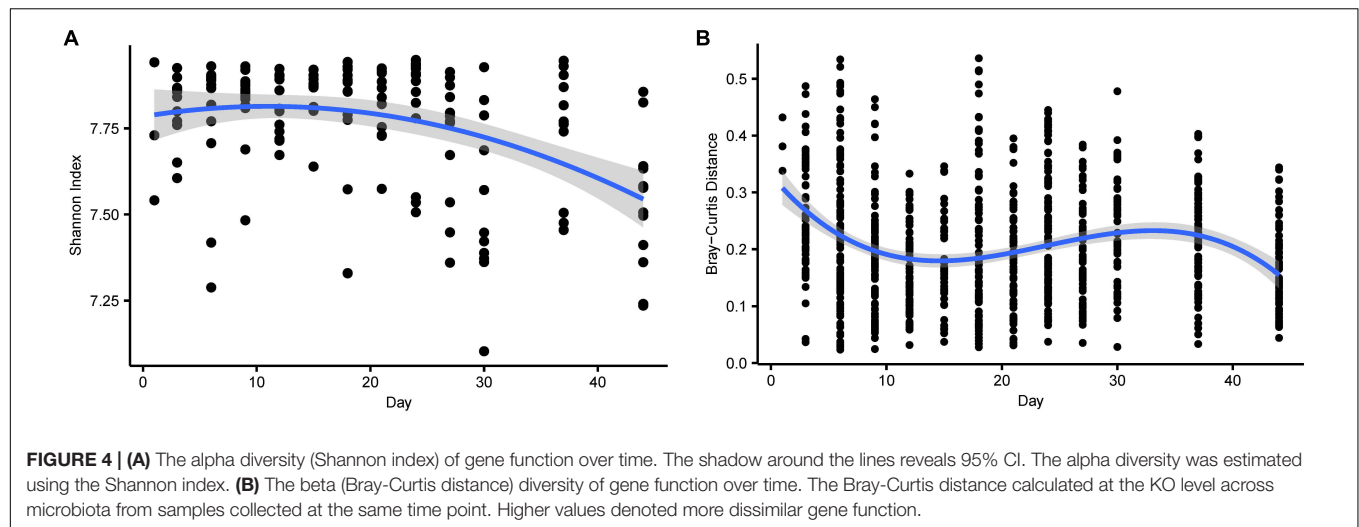 A
B
Shannon Index
7.75
7.50
7.25
0 10 20 30 40
Day
Bray-Curtis Distance
0.5
0.4
0.3
0.2
0.1
0.0
0 10 20 30 40
Day
FIGURE 4 | (A) The alpha diversity (Shannon index) of gene function over time. The shadow around the lines reveals 95% CI. The alpha diversity was estimated
using the Shannon index. (B) The beta (Bray-Curtis distance) diversity of gene function over time. The Bray-Curtis distance calculated at the KO level across
microbiota from samples collected at the same time point. Higher values denoted more dissimilar gene function.